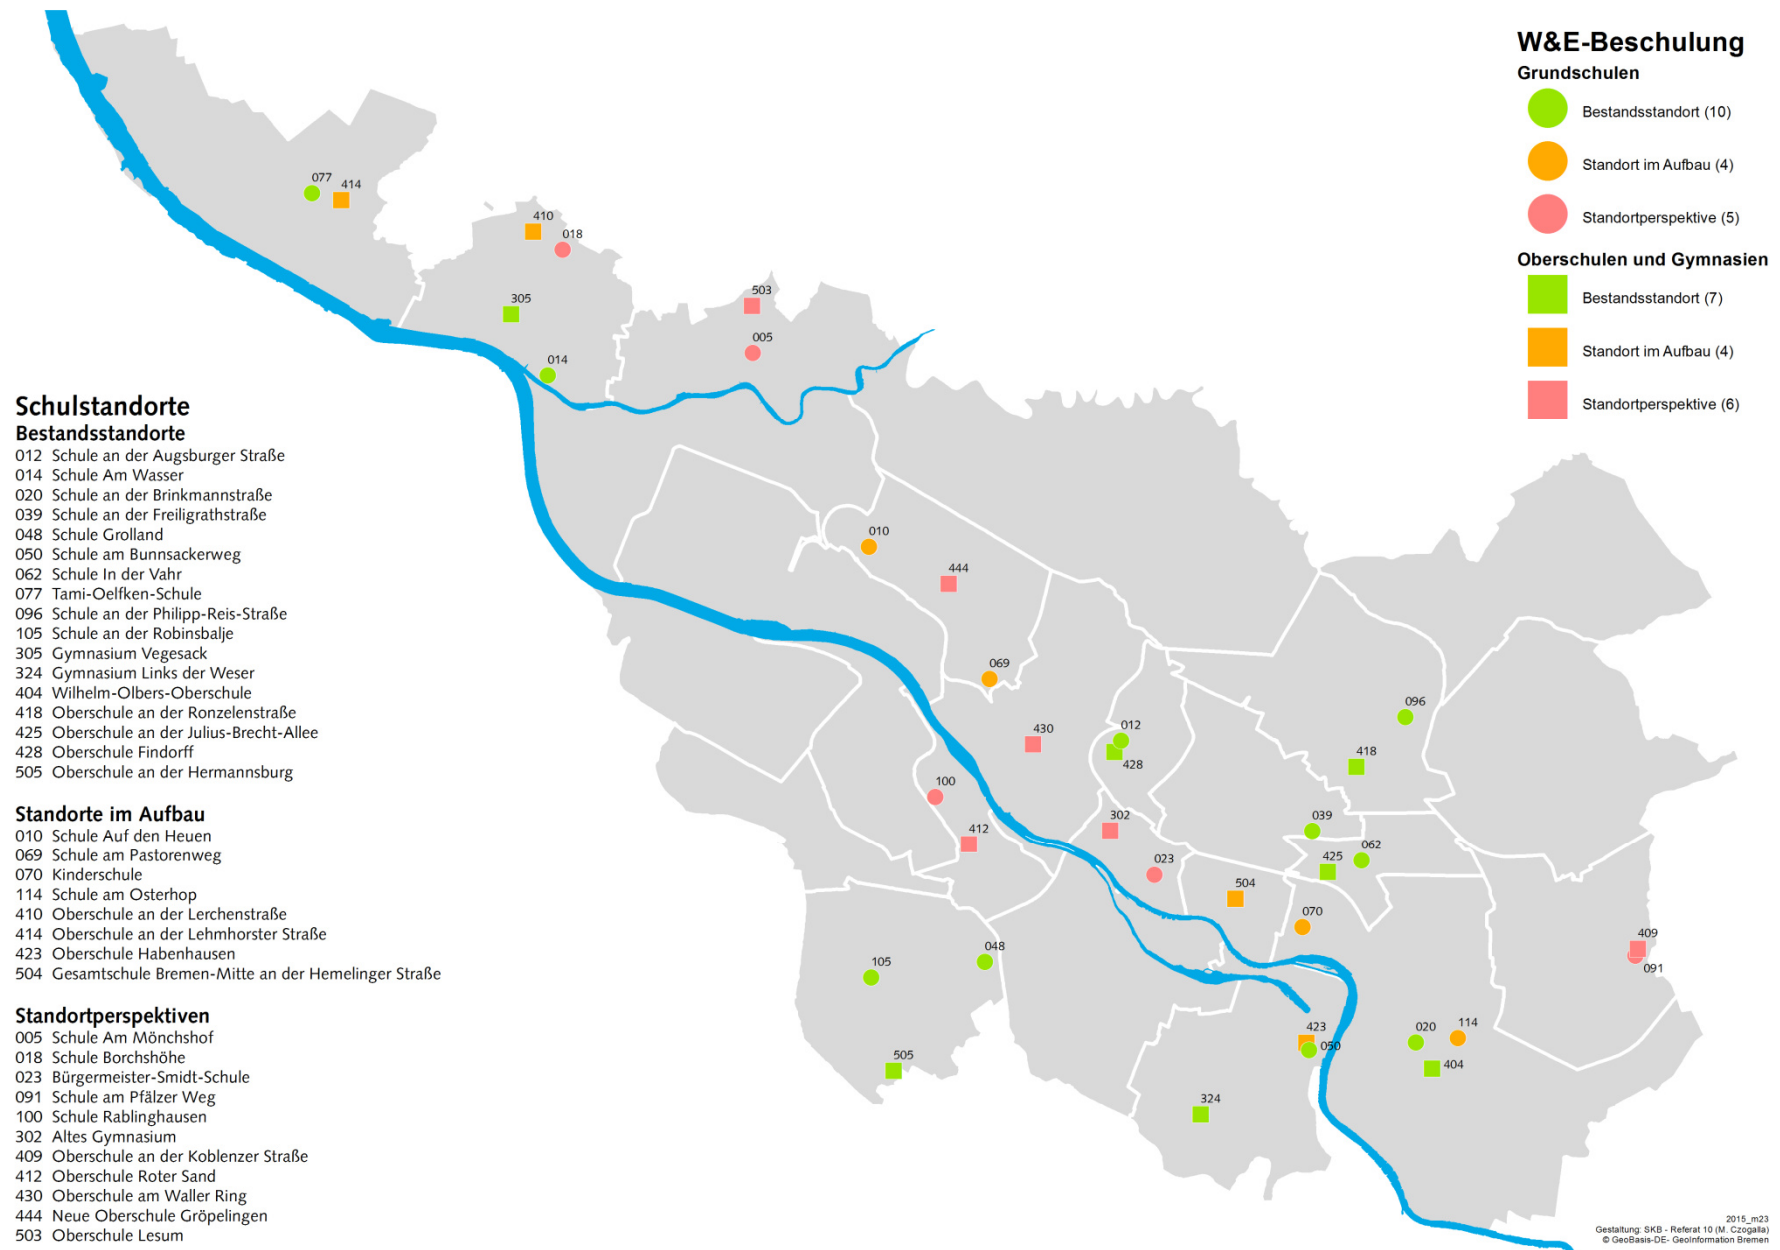 W&E-Beschulung
Grundschulen
Bestandsstandort (10)
Standort im Aufbau (4)
Standortperspektive (5)
Oberschulen und Gymnasien
Bestandsstandort (7)
Standort im Aufbau (4)
Standortperspektive (6)
077
414
410
018
305
503
005
014
010
444
069
096
430
012
428
418
100
412
302
023
039
062
425
504
070
409
091
048
105
505
423
050
020
114
404
324
Schulstandorte
Bestandsstandorte
012 Schule an der Augsburger Straße
014 Schule Am Wasser
020 Schule an der Brinkmannstraße
039 Schule an der Freiligrathstraße
048 Schule Grolland
050 Schule am Bunnsackerweg
062 Schule In der Vahr
077 Tami-Oelfken-Schule
096 Schule an der Philipp-Reis-Straße
105 Schule an der Robinsbalje
305 Gymnasium Vegesack
324 Gymnasium Links der Weser
404 Wilhelm-Olbers-Oberschule
418 Oberschule an der Ronzelenstraße
425 Oberschule an der Julius-Brecht-Allee
428 Oberschule Findorff
505 Oberschule an der Hermannsburg
Standorte im Aufbau
010 Schule Auf den Heuen
069 Schule am Pastorenweg
070 Kinderschule
114 Schule am Osterhop
410 Oberschule an der Lerchenstraße
414 Oberschule an der Lehmhorster Straße
423 Oberschule Habenhausen
504 Gesamtschule Bremen-Mitte an der Hemelinger Straße
Standortperspektiven
005 Schule Am Mönchshof
018 Schule Borchshöhe
023 Bürgermeister-Smidt-Schule
091 Schule am Pfälzer Weg
100 Schule Rablinghausen
302 Altes Gymnasium
409 Oberschule an der Koblenzer Straße
412 Oberschule Roter Sand
430 Oberschule am Waller Ring
444 Neue Oberschule Gröpelingen
503 Oberschule Lesum
2015_m23
Gestaltung: SKB - Referat 10 (M. Czogalla)
© GeoBasis-DE- GeoInformation Bremen